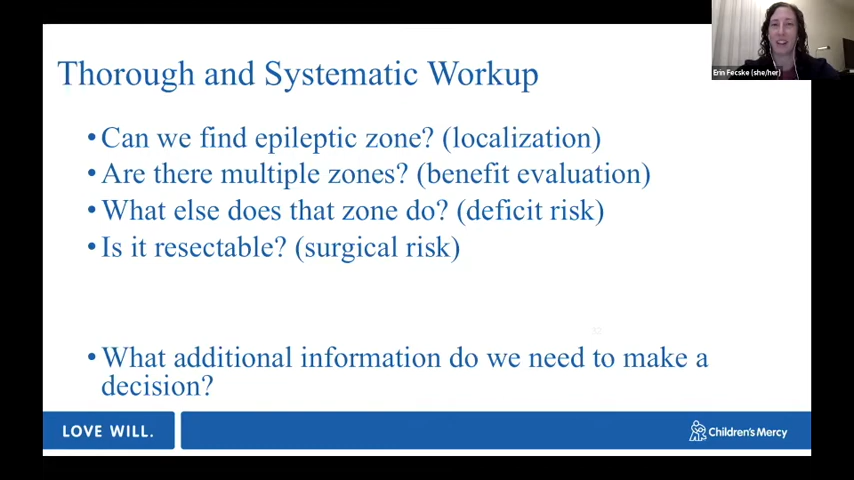 Erin Fecske (she/her)
Thorough and Systematic Workup
•Can we find epileptic zone? (localization)
•Are there multiple zones? (benefit evaluation)
•What else does that zone do? (deficit risk)
•Is it resectable? (surgical risk)
•What additional information do we need to make a
decision?
LOVE WILL.
Children's Mercy